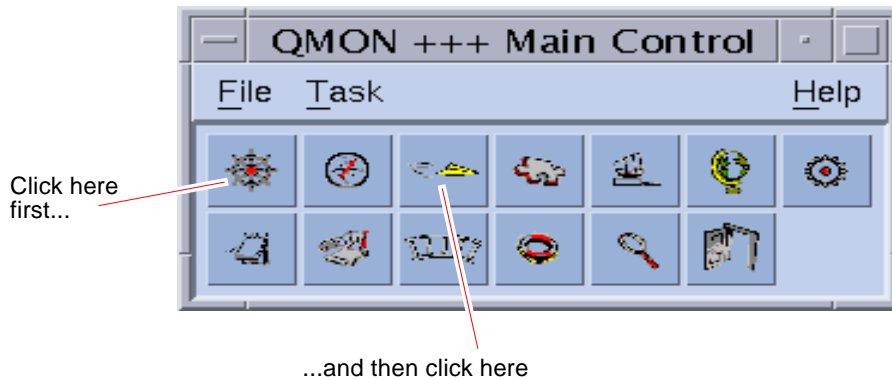 QMON +++ Main Control
File Task Help
Click here
first...
...and then click here